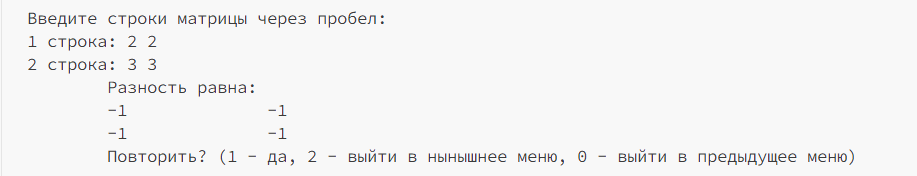 Введите строки матрицы через пробел:
1 строка: 2 2
2 строка: 3 3
Разность равна:
-1 -1
-1 -1
Повторить? (1 - да, 2 - выйти в нынышнее меню, 0 - выйти в предыдущее меню)